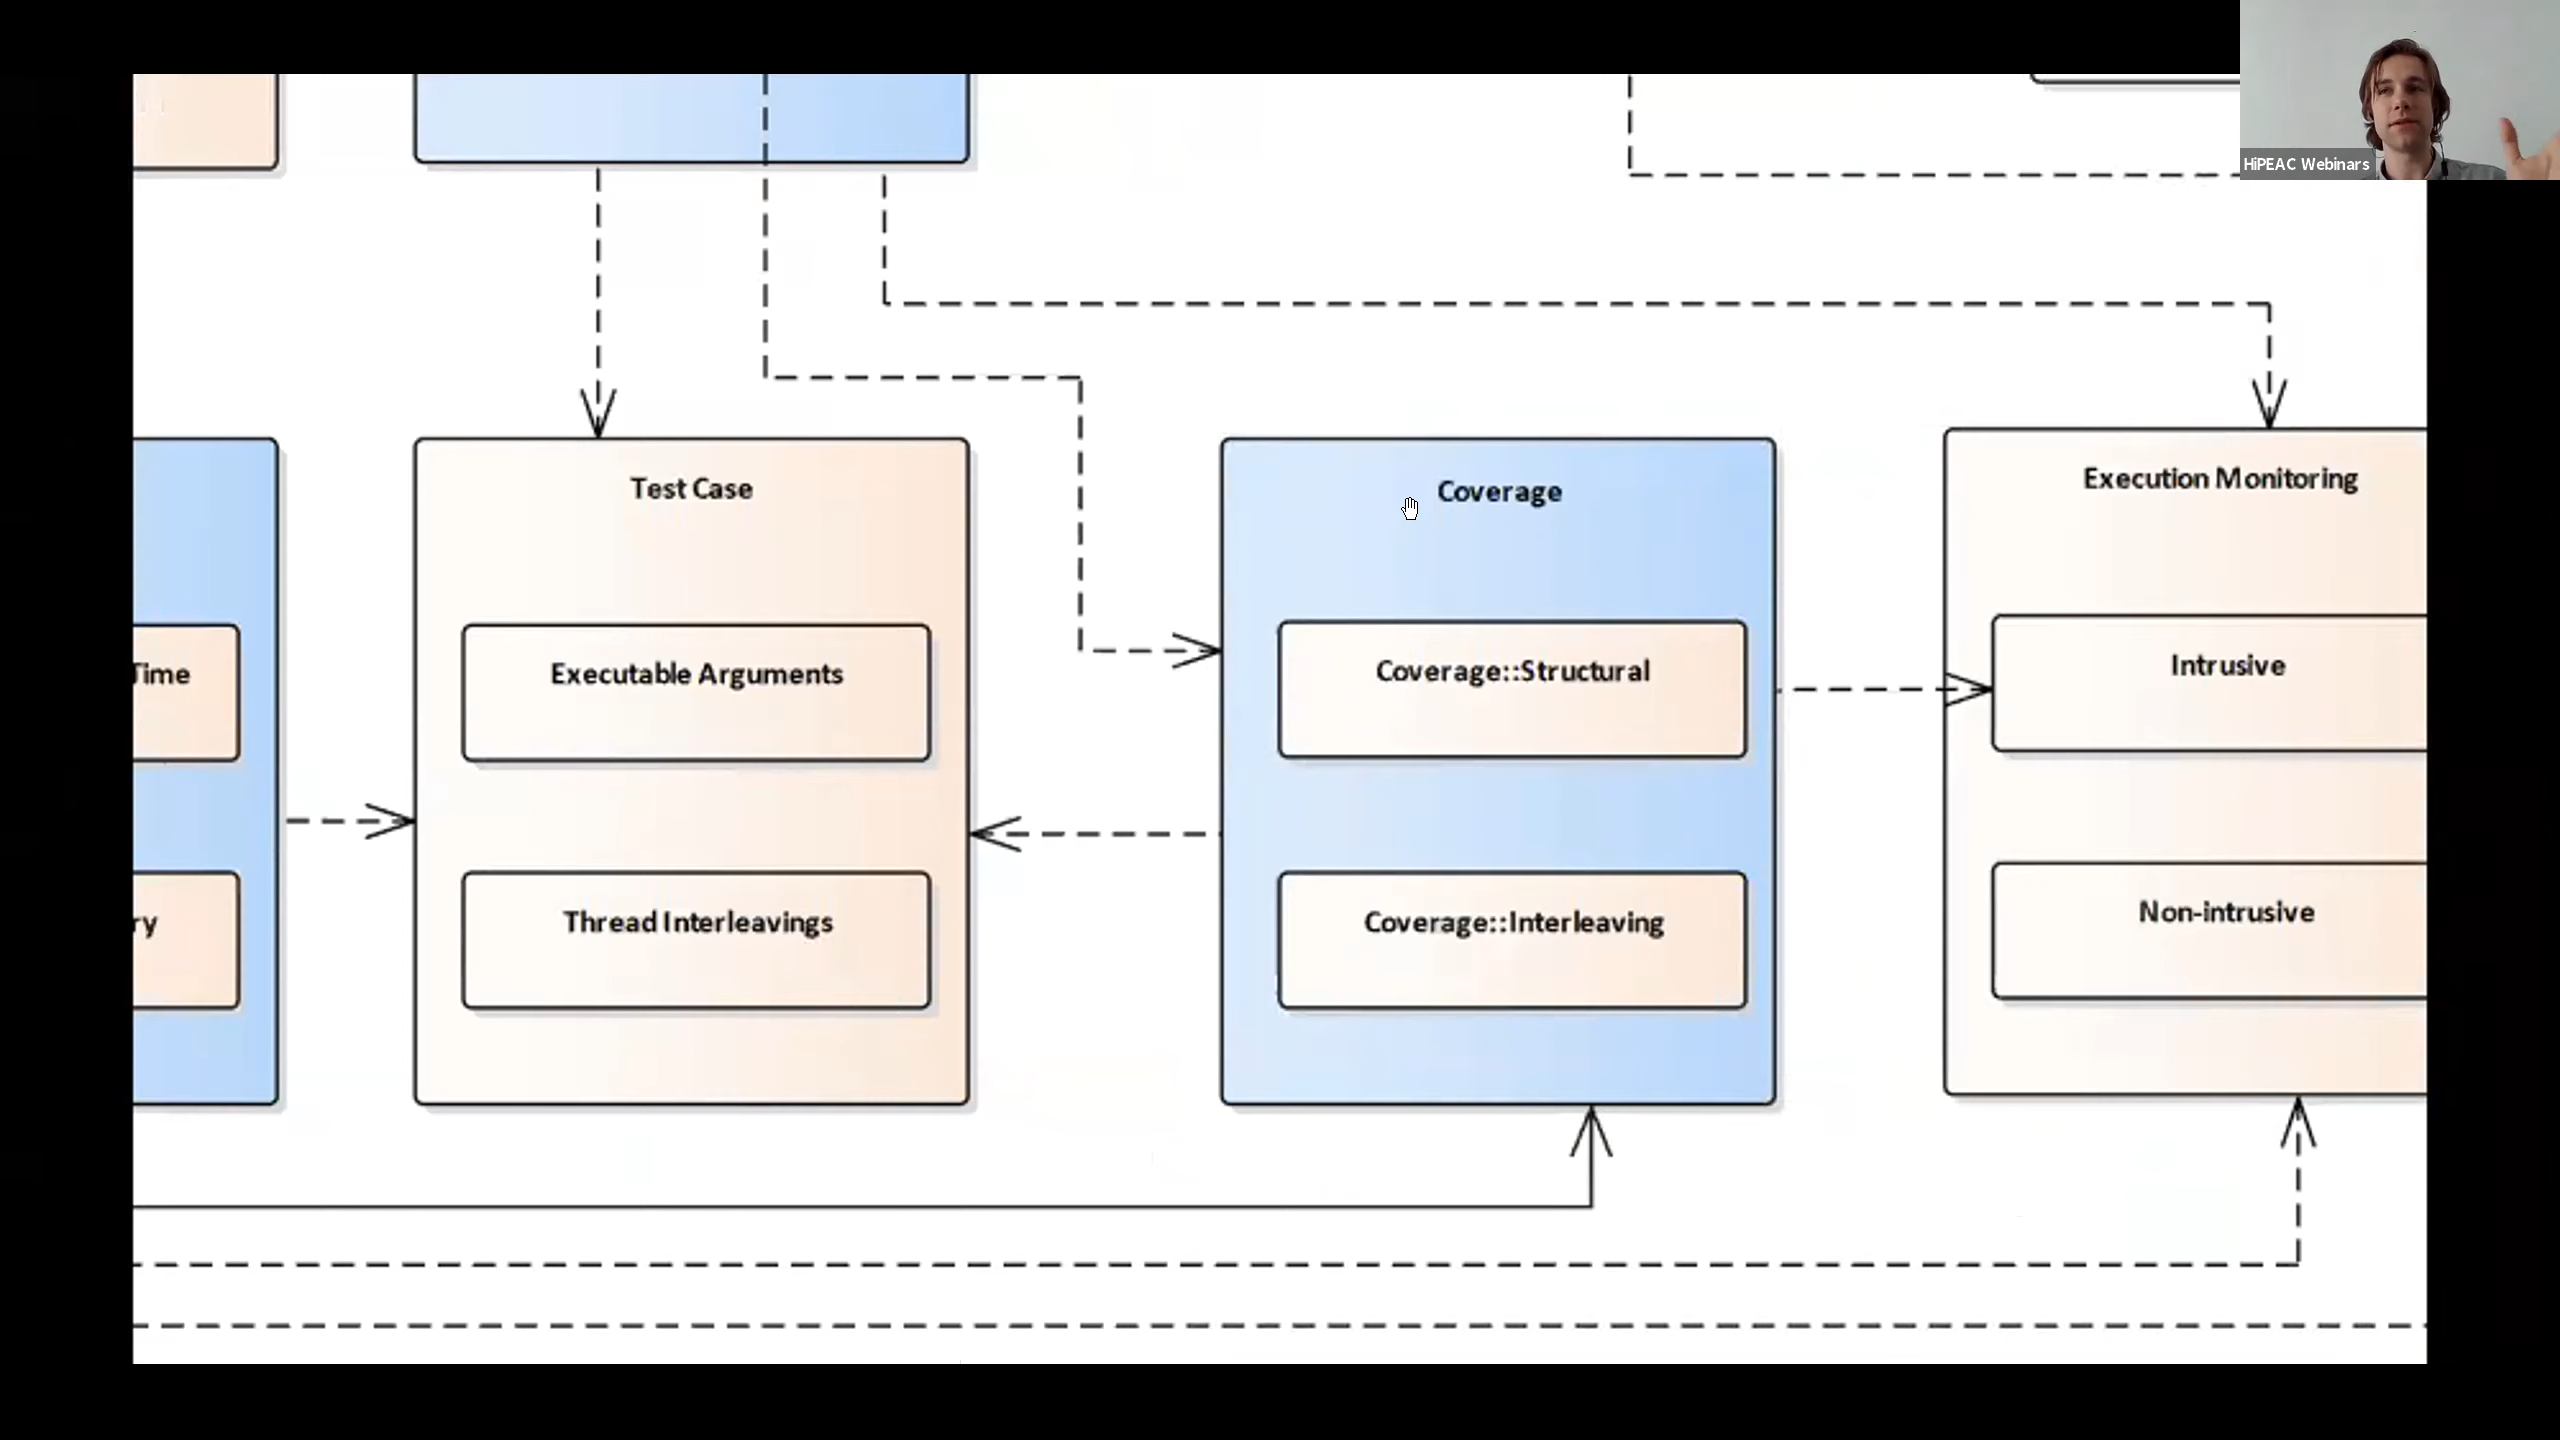 HiPEAC Webinars
Test Case
Coverage
Execution Monitoring
Time
Executable Arguments
Coverage::Structural
Intrusive
ry
Thread Interleavings
Coverage::Interleaving
Non-intrusive